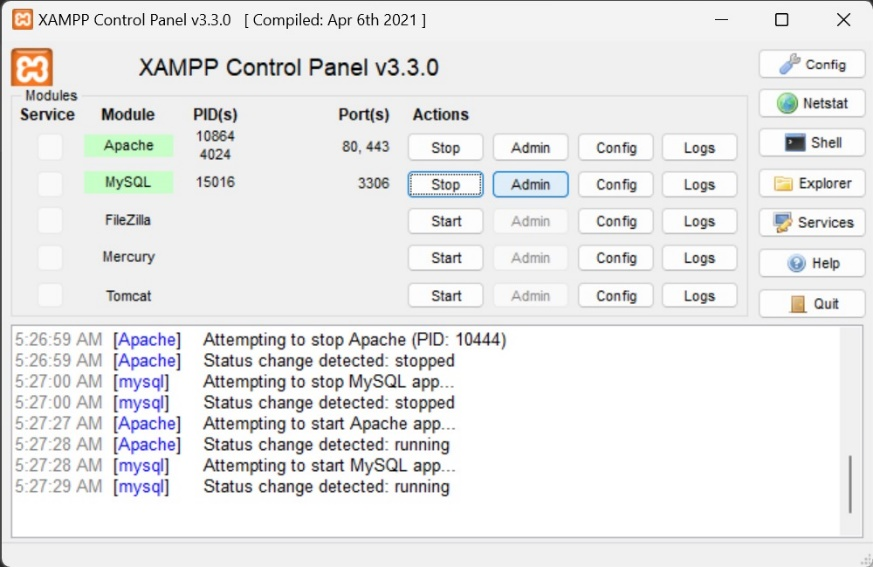 XAMPP Control Panel v3.3.0 [ Compiled: Apr 6th 2021 ]
XAMPP Control Panel v3.3.0
Config
Modules
Service Module PID(s) Port(s) Actions
Netstat
Apache 10864 4024 80, 443 Stop Admin Config Logs
Shell
MySQL 15016 3306 Stop Admin Config Logs
Explorer
FileZilla Start Admin Config Logs
Services
Mercury Start Admin Config Logs
Help
Tomcat Start Admin Config Logs
Quit
5:26:59 AM [Apache] Attempting to stop Apache (PID: 10444)
5:26:59 AM [Apache] Status change detected: stopped
5:27:00 AM [mysql] Attempting to stop MySQL app...
5:27:00 AM [mysql] Status change detected: stopped
5:27:27 AM [Apache] Attempting to start Apache app...
5:27:28 AM [Apache] Status change detected: running
5:27:28 AM [mysql] Attempting to start MySQL app...
5:27:29 AM [mysql] Status change detected: running